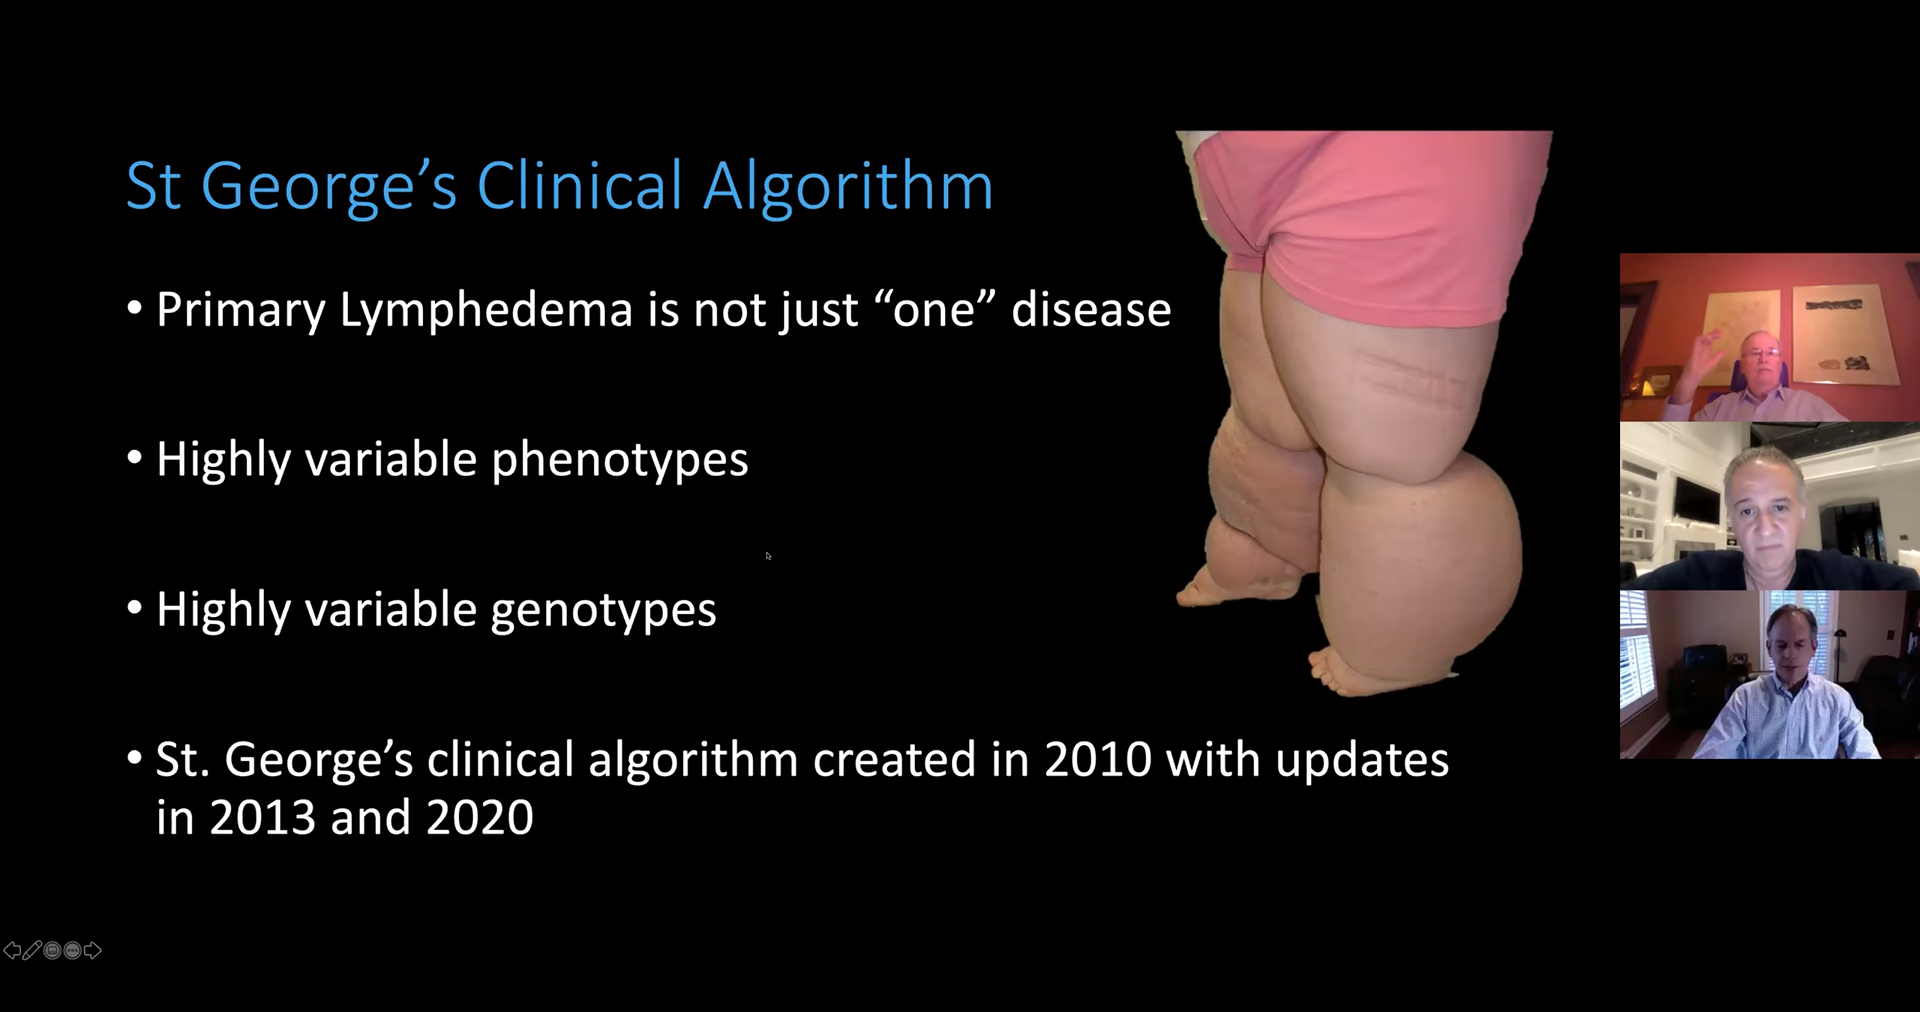 St George’s Clinical Algorithm
• Primary Lymphedema is not just “one” disease
• Highly variable phenotypes
• Highly variable genotypes
• St. George’s clinical algorithm created in 2010 with updates
in 2013 and 2020